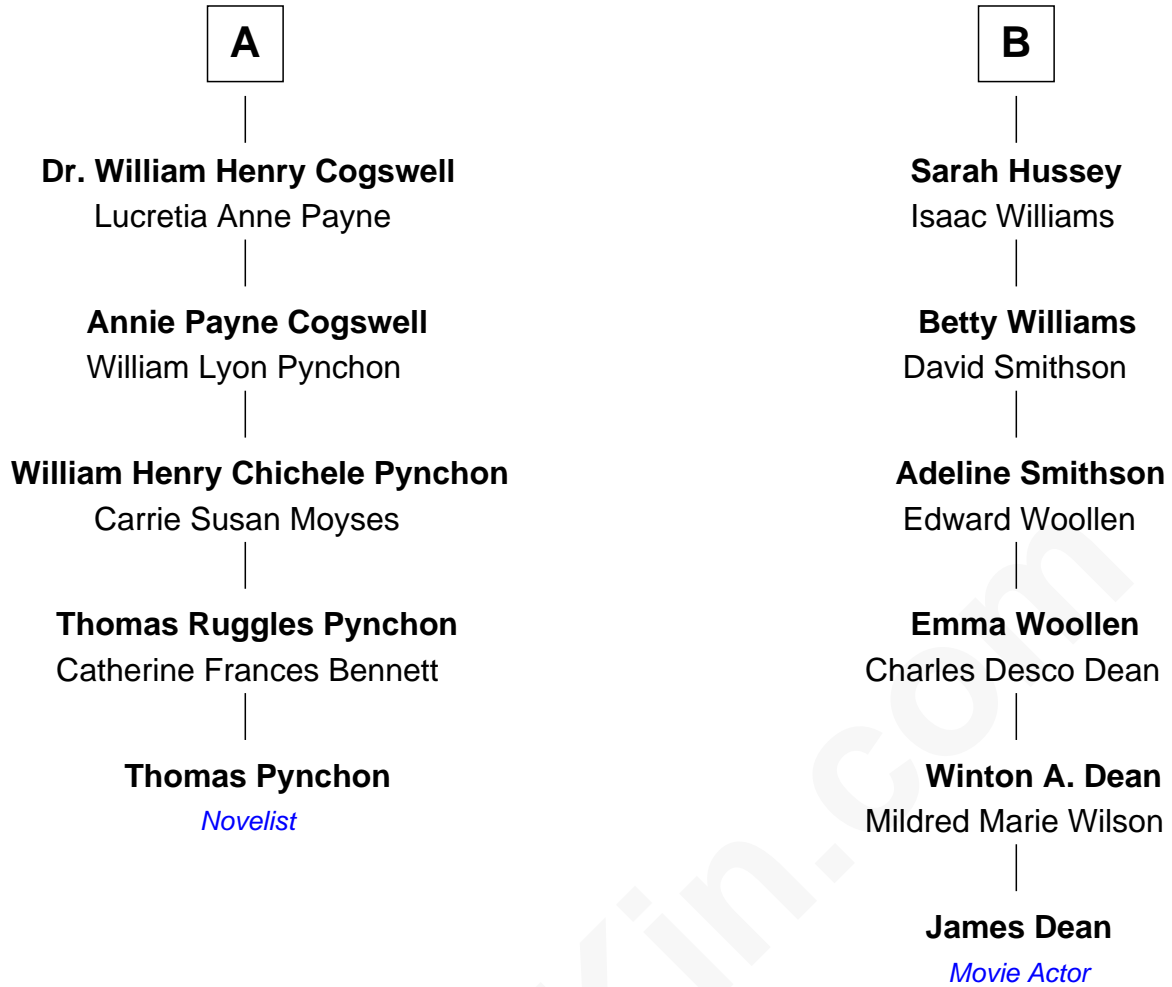 A
Dr. William Henry Cogswell
Lucretia Anne Payne
Annie Payne Cogswell
William Lyon Pynchon
William Henry Chichele Pynchon
Carrie Susan Moyses
Thomas Ruggles Pynchon
Catherine Frances Bennett
Thomas Pynchon
Novelist
B
Sarah Hussey
Isaac Williams
Betty Williams
David Smithson
Adeline Smithson
Edward Woollen
Emma Woollen
Charles Desco Dean
Winton A. Dean
Mildred Marie Wilson
James Dean
Movie Actor
Kin.com